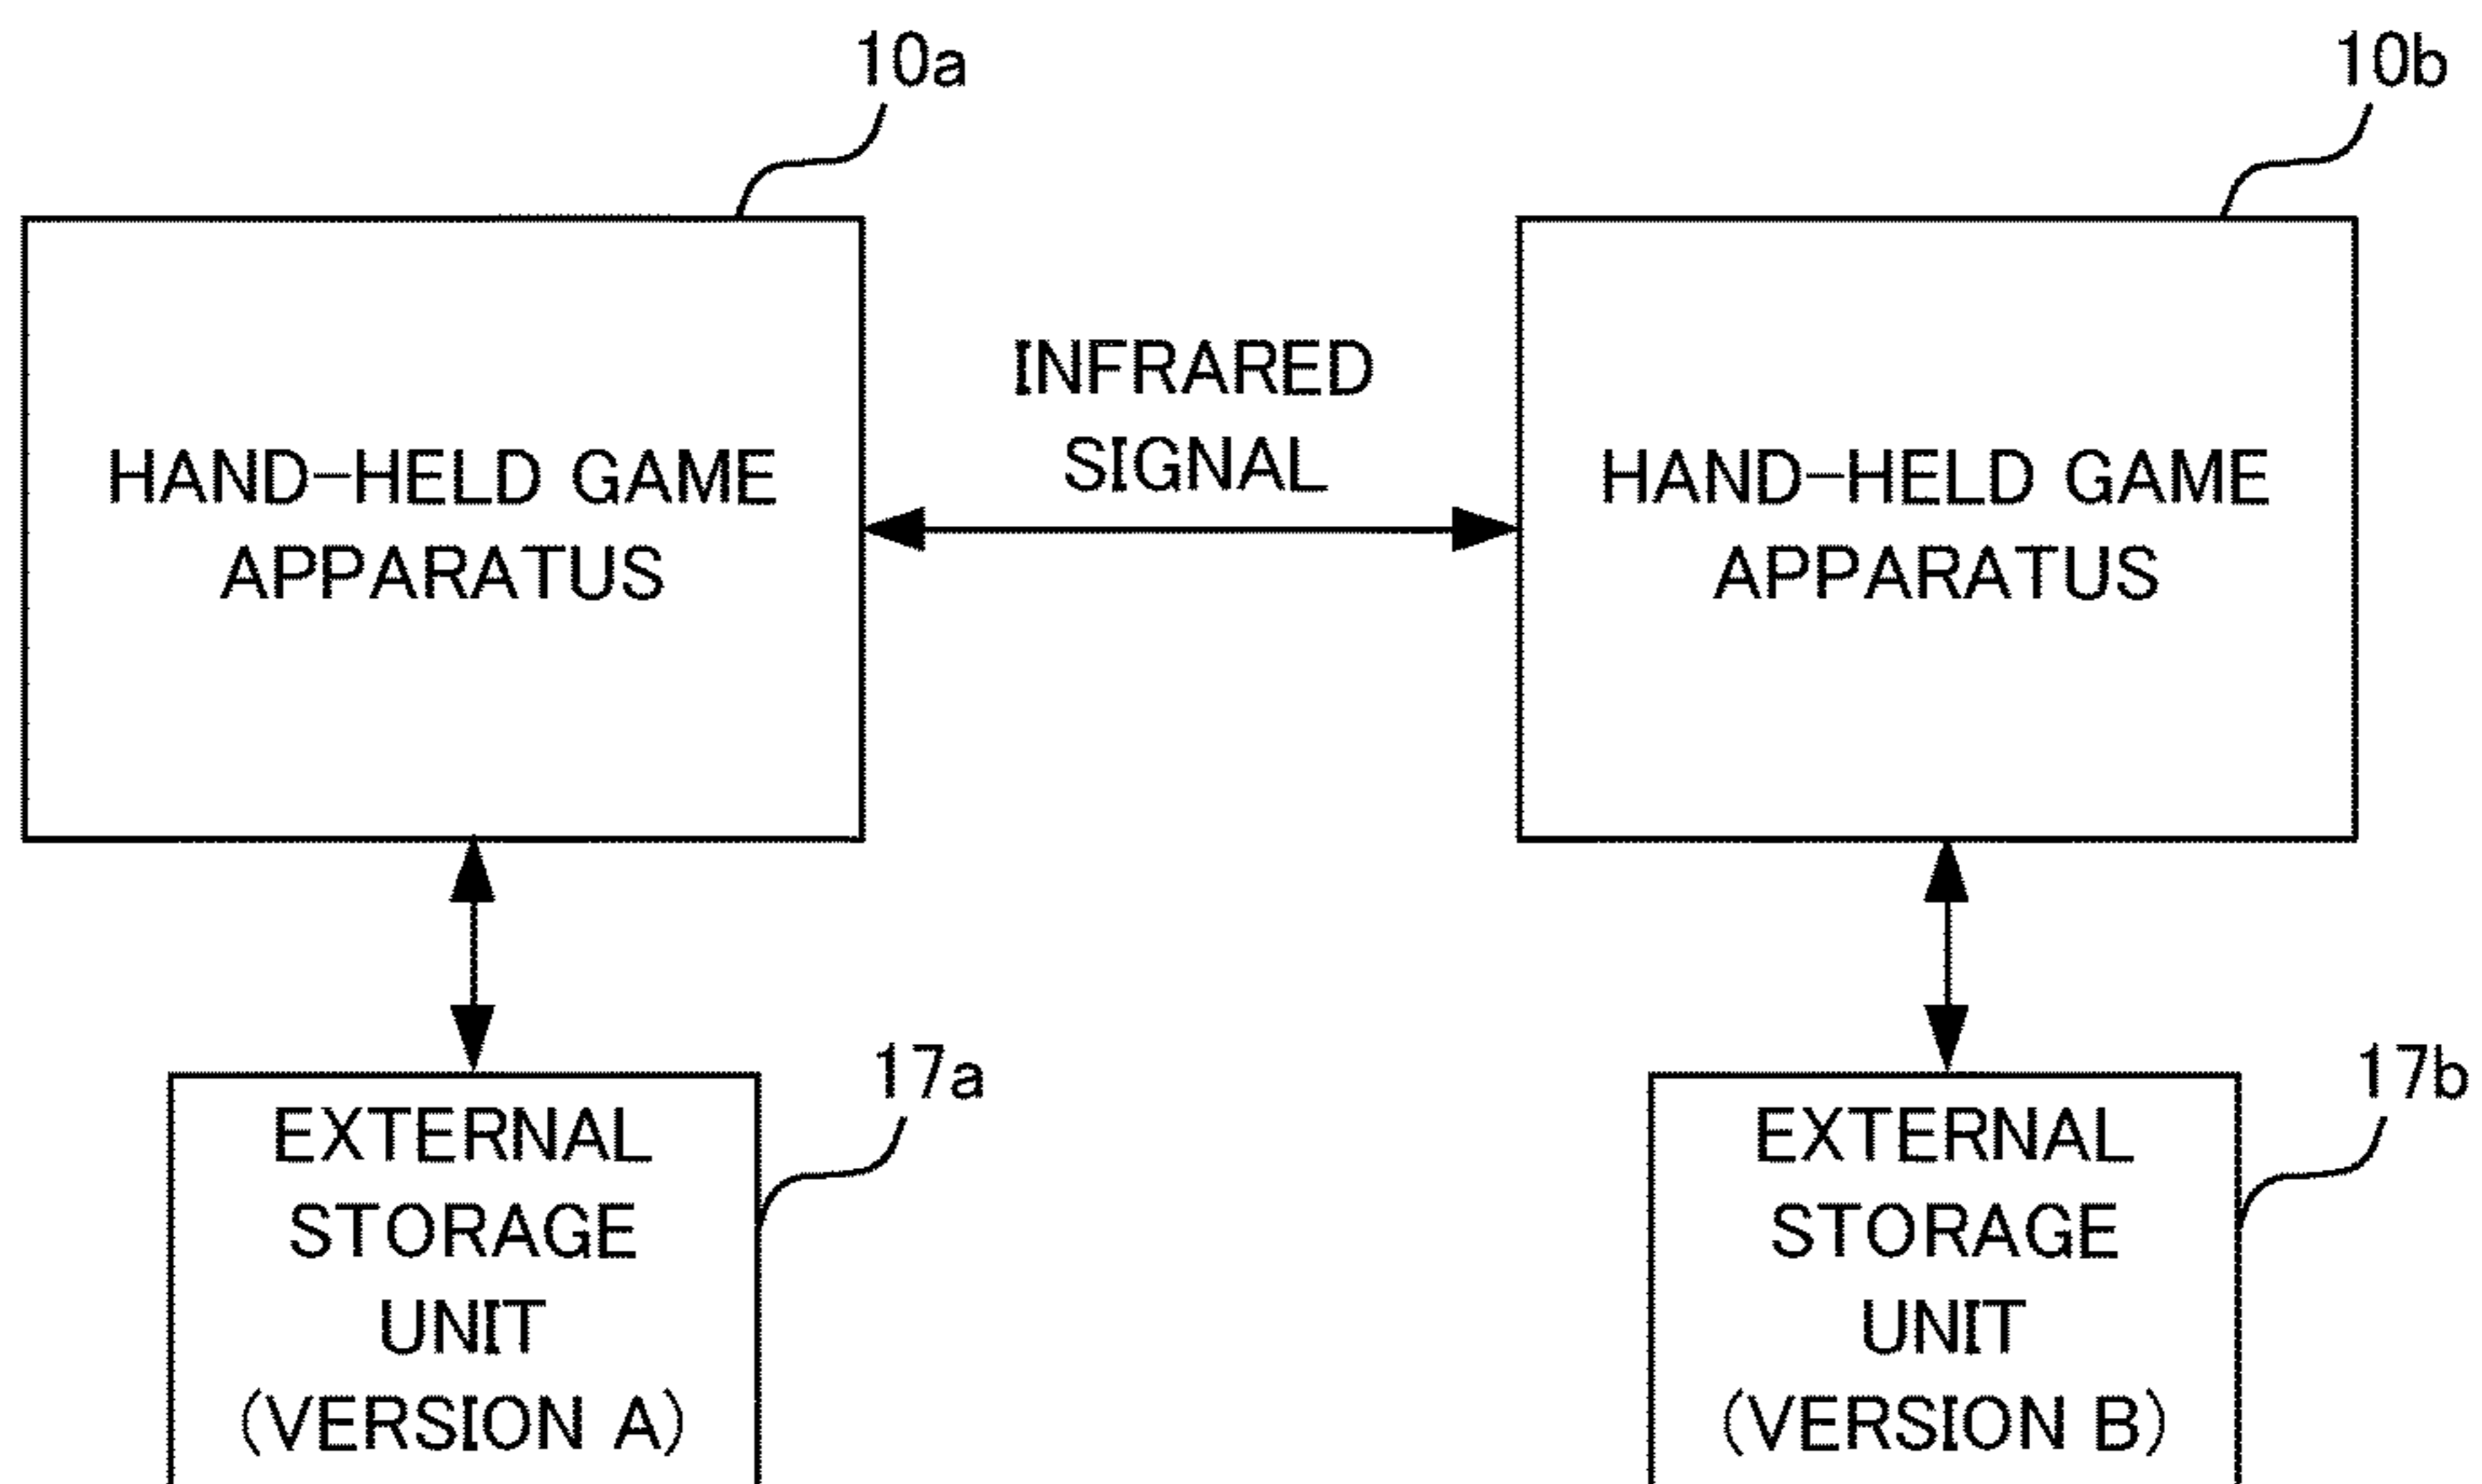 10a
10b
HAND-HELD GAME
APPARATUS
INFRARED
SIGNAL
HAND-HELD GAME
APPARATUS
17a
17b
EXTERNAL
STORAGE
UNIT
(VERSION A)
EXTERNAL
STORAGE
UNIT
(VERSION B)